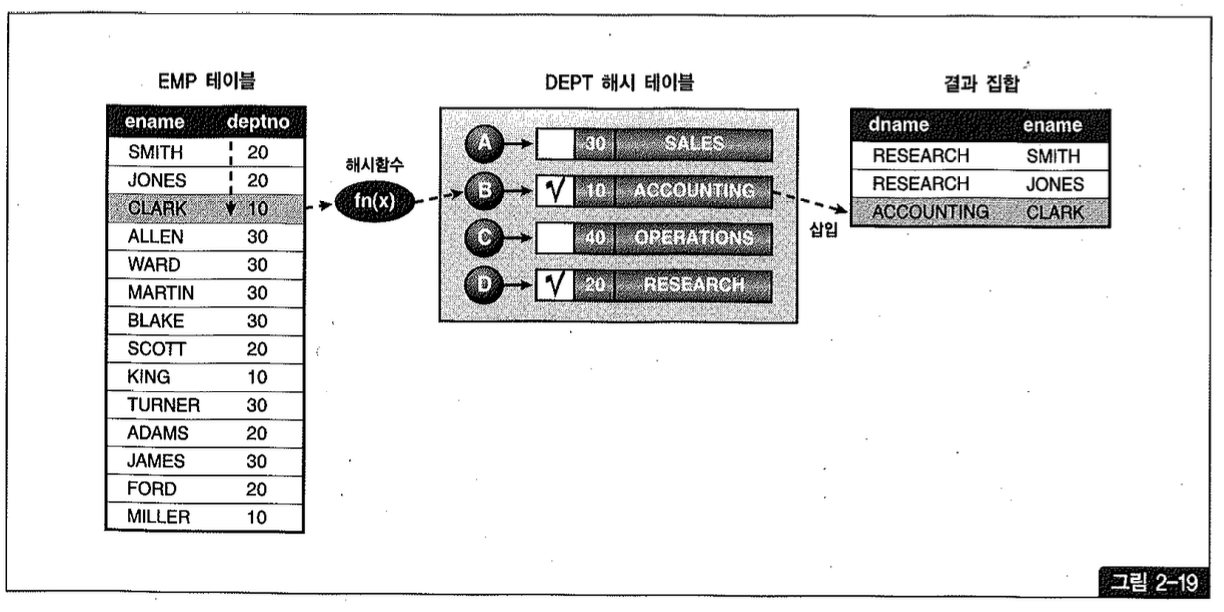 EMP 테이블
ename deptno
SMITH 20
JONES 20
CLARK 10
ALLEN 30
WARD 30
MARTIN 30
BLAKE 30
SCOTT 20
KING 10
TURNER 30
ADAMS 20
JAMES 30
FORD 20
MILLER 10
해시함수
fn(x)
DEPT 해시 테이블
A 30 SALES
B √ 10 ACCOUNTING
C 40 OPERATIONS
D √ 20 RESEARCH
삽입
결과 집합
dname ename
RESEARCH SMITH
RESEARCH JONES
ACCOUNTING CLARK
그림 2-19